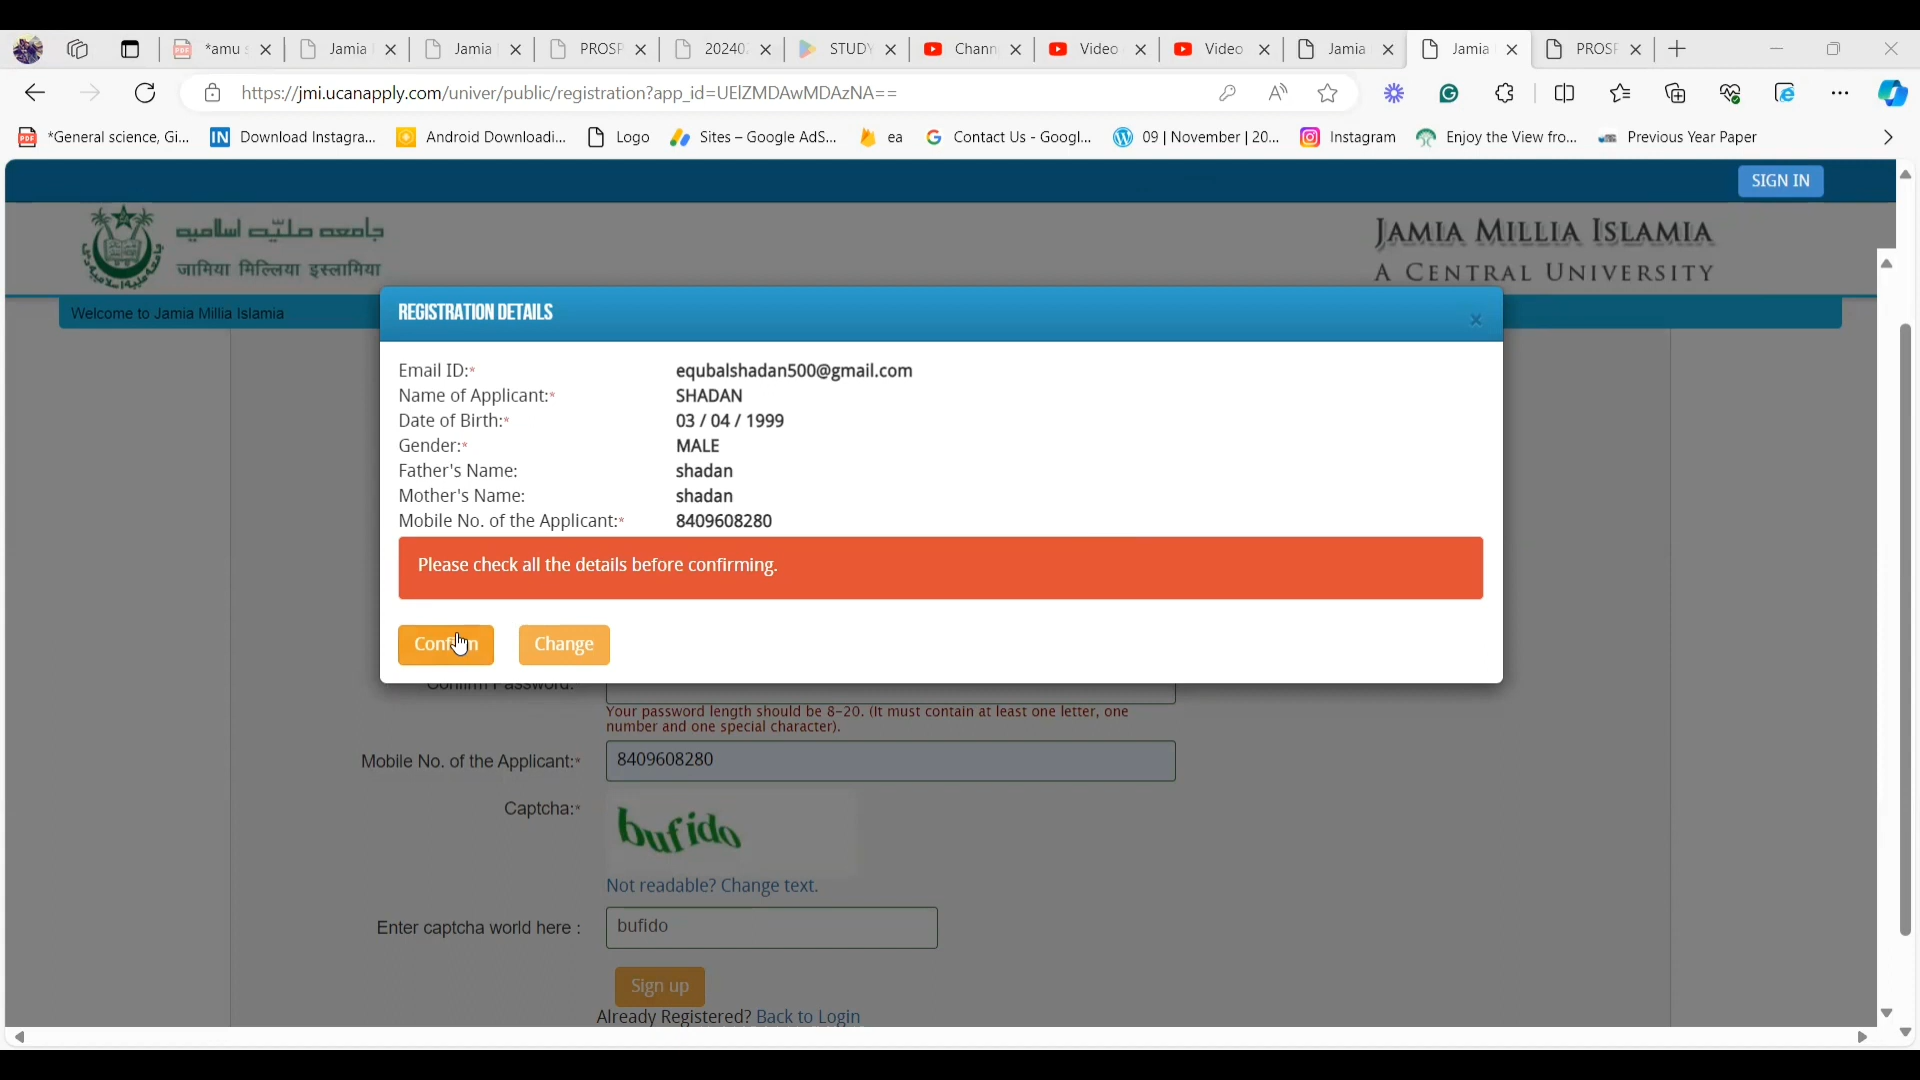 *amu
Jamia
Jamia
PROSP
20240
STUDY
Chann
Video
Video
Jamia
Jamia
PROSP
https://jmi.ucanapply.com/univer/public/registration?app_id=UElZMDAwMDAzNA==
*General science, Gi...
Download Instagra...
Android Downloadi...
Logo
Sites – Google AdS...
ea
Contact Us - Googl...
09 | November | 20...
Instagram
Enjoy the View fro...
Previous Year Paper
SIGN IN
جامعہ ملیّہ اسلامیہ
जामिया मिल्लिया इस्लामिया
JAMIA MILLIA ISLAMIA
A CENTRAL UNIVERSITY
Welcome to Jamia Millia Islamia
REGISTRATION DETAILS
×
Email ID:* equbalshadan500@gmail.com
Name of Applicant:* SHADAN
Date of Birth:* 03 / 04 / 1999
Gender:* MALE
Father's Name: shadan
Mother's Name: shadan
Mobile No. of the Applicant:* 8409608280
Please check all the details before confirming.
Confirm Change
Confirm Password:
Your password length should be 8-20. (It must contain at least one letter, one
number and one special character).
Mobile No. of the Applicant:* 8409608280
Captcha:* bufido
Not readable? Change text.
Enter captcha world here : bufido
Sign up
Already Registered? Back to Login